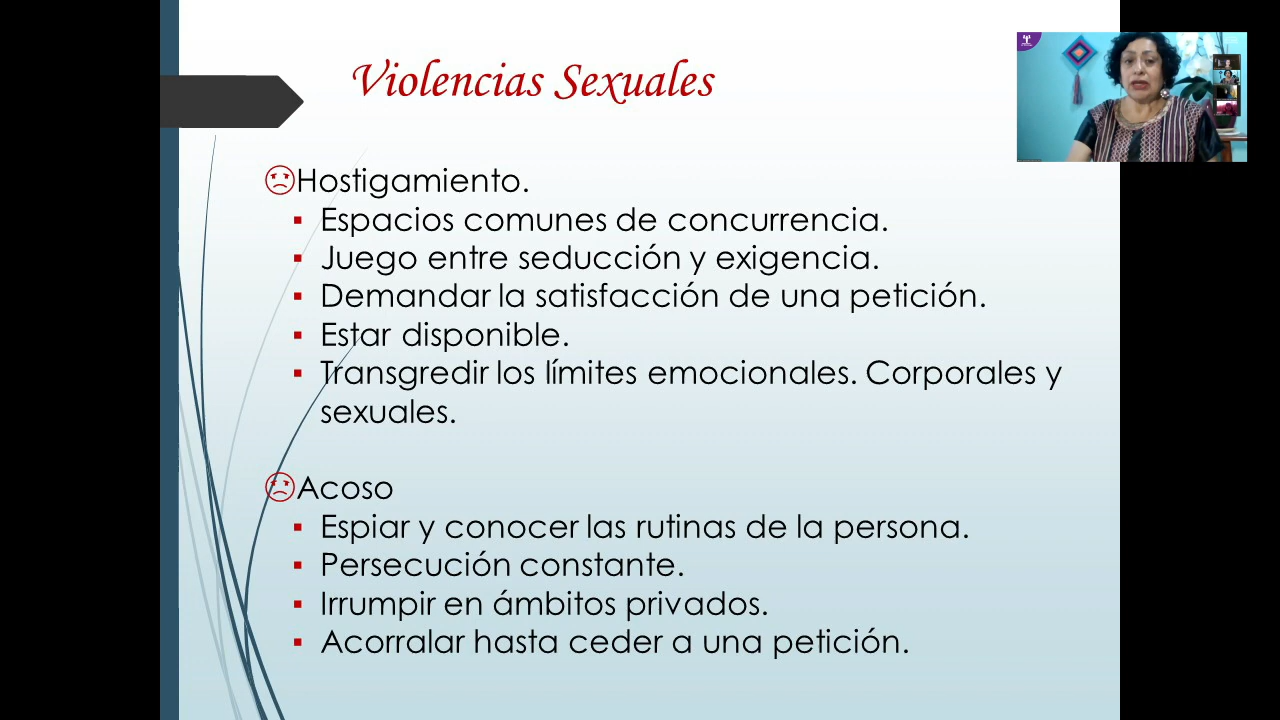 Violencias Sexuales
Hostigamiento.
Espacios comunes de concurrencia.
Juego entre seducción y exigencia.
Demandar la satisfacción de una petición.
Estar disponible.
Transgredir los límites emocionales. Corporales y
sexuales.
Acoso
Espiar y conocer las rutinas de la persona.
Persecución constante.
Irrumpir en ámbitos privados.
Acorralar hasta ceder a una petición.